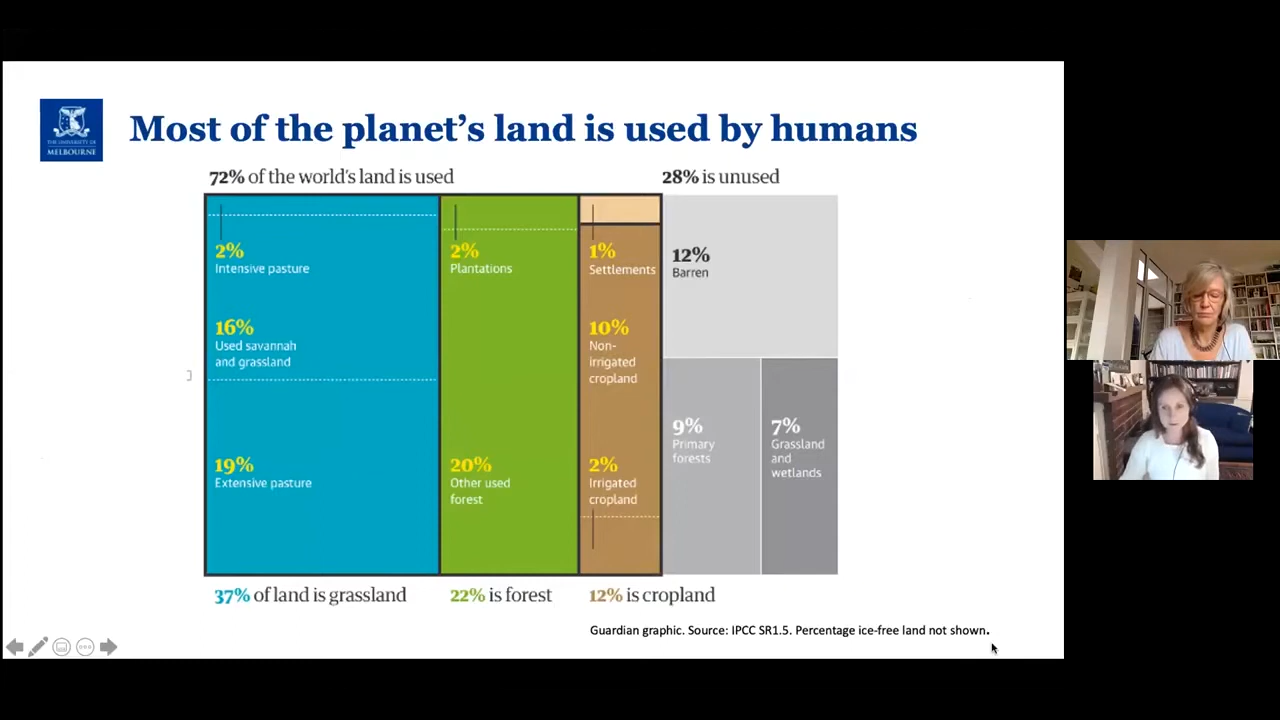 THE UNIVERSITY OF
MELBOURNE
Most of the planet's land is used by humans
72% of the world's land is used
28% is unused
2%
Intensive pasture
16%
Used savannah
and grassland
19%
Extensive pasture
2%
Plantations
20%
Other used
forest
1%
Settlements
10%
Non-
irrigated
cropland
2%
Irrigated
cropland
12%
Barren
9%
Primary
forests
7%
Grassland
and
wetlands
37% of land is grassland
22% is forest
12% is cropland
Guardian graphic. Source: IPCC SR1.5. Percentage ice-free land not shown.